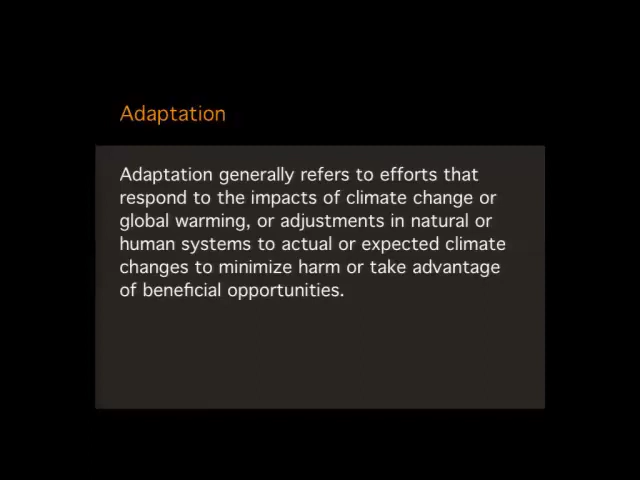 Adaptation
Adaptation generally refers to efforts that
respond to the impacts of climate change or
global warming, or adjustments in natural or
human systems to actual or expected climate
changes to minimize harm or take advantage
of beneficial opportunities.